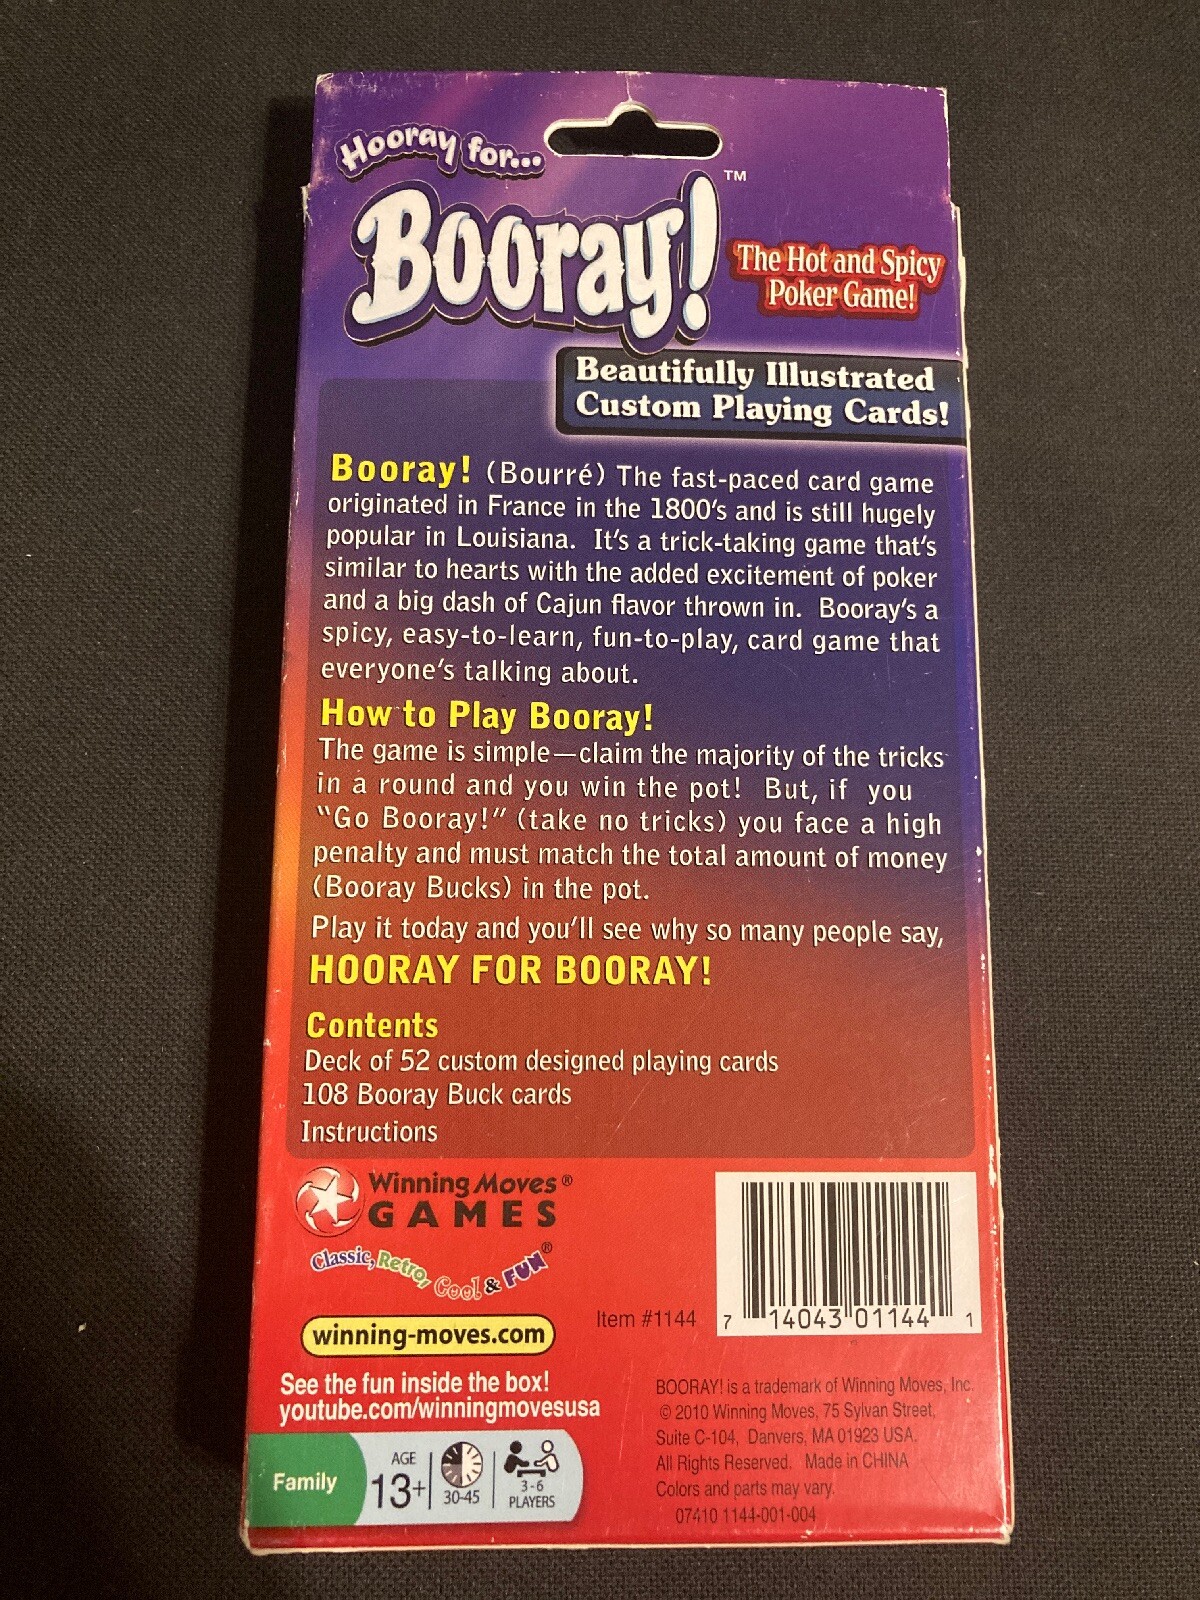 Hooray for...
Booray!™
The Hot and Spicy
Poker Game!
Beautifully Illustrated
Custom Playing Cards!
Booray! (Bourré) The fast-paced card game
originated in France in the 1800's and is still hugely
popular in Louisiana. It's a trick-taking game that's
similar to hearts with the added excitement of poker
and a big dash of Cajun flavor thrown in. Booray's a
spicy, easy-to-learn, fun-to-play, card game that
everyone's talking about.
How to Play Booray!
The game is simple—claim the majority of the tricks
in a round and you win the pot! But, if you
"Go Booray!" (take no tricks) you face a high
penalty and must match the total amount of money
(Booray Bucks) in the pot.
Play it today and you'll see why so many people say,
HOORAY FOR BOORAY!
Contents
Deck of 52 custom designed playing cards
108 Booray Buck cards
Instructions
Winning Moves®
GAMES
Classic, Retro, Cool & FUN®
winning-moves.com
See the fun inside the box!
youtube.com/winningmovesusa
Family
AGE
13+
30-45
3-6
PLAYERS
Item #1144
7 14043 01144 1
BOORAY! is a trademark of Winning Moves, Inc.
© 2010 Winning Moves, 75 Sylvan Street,
Suite C-104, Danvers, MA 01923 USA.
All Rights Reserved. Made in CHINA
Colors and parts may vary.
07410 1144-001-004